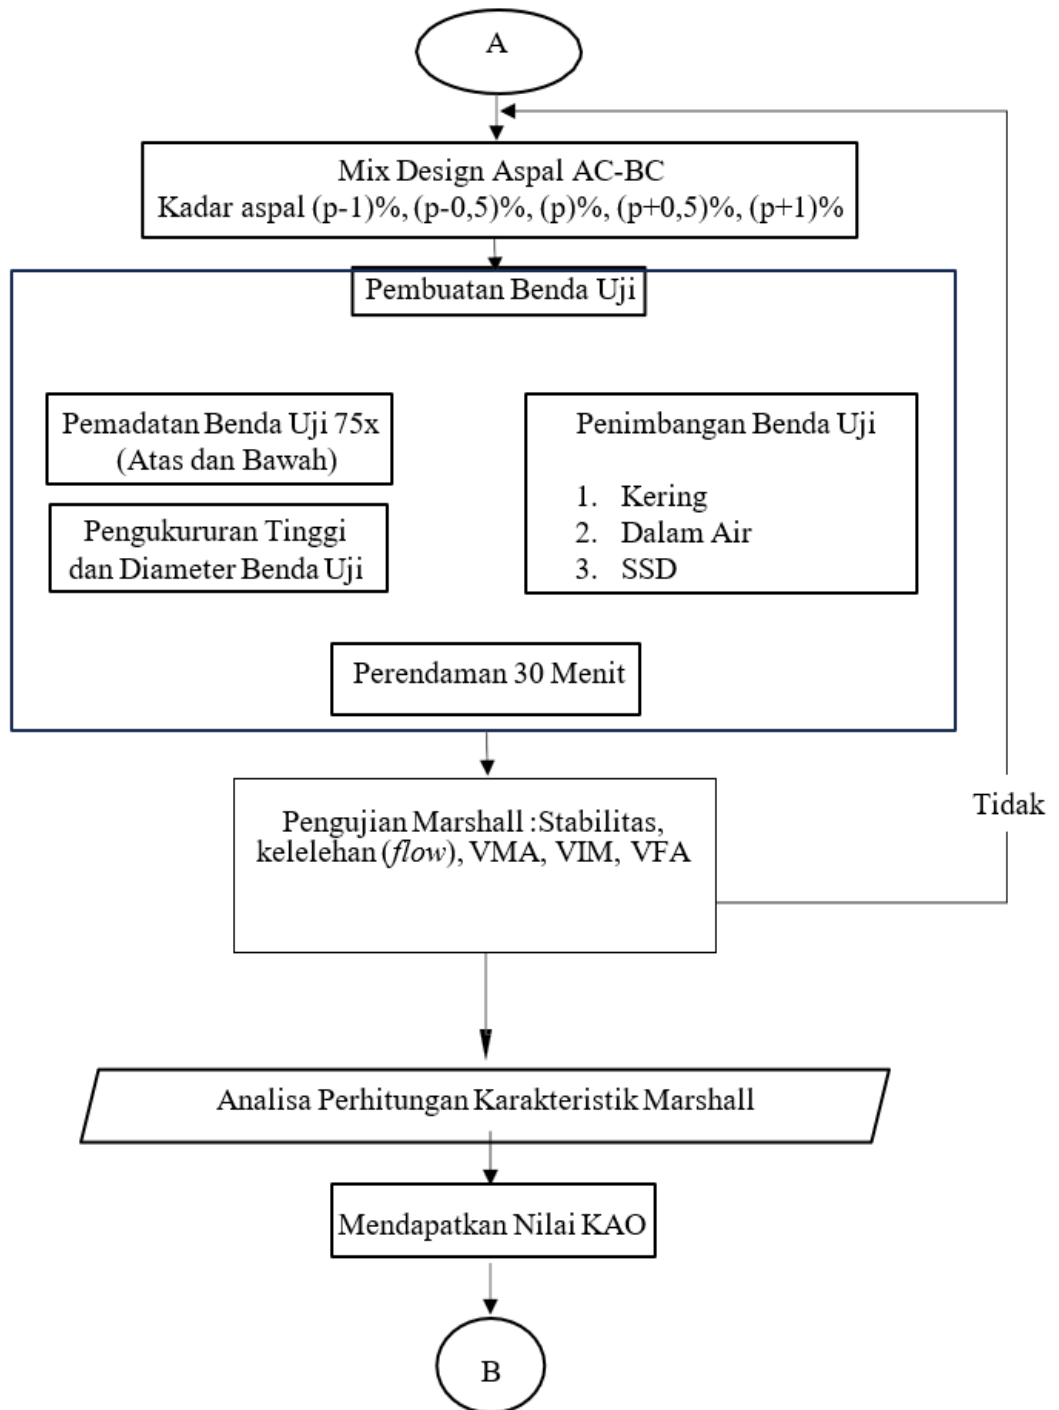 A
Mix Design Aspal AC-BC
Kadar aspal (p-1)%, (p-0,5)%, (p)%, (p+0,5)%, (p+1)%
Pembuatan Benda Uji
Pemadatan Benda Uji 75x
(Atas dan Bawah)
Pengukururan Tinggi
dan Diameter Benda Uji
Penimbangan Benda Uji
1. Kering
2. Dalam Air
3. SSD
Perendaman 30 Menit
Pengujian Marshall :Stabilitas,
kelelehan (flow), VMA, VIM, VFA
Tidak
Analisa Perhitungan Karakteristik Marshall
Mendapatkan Nilai KAO
B